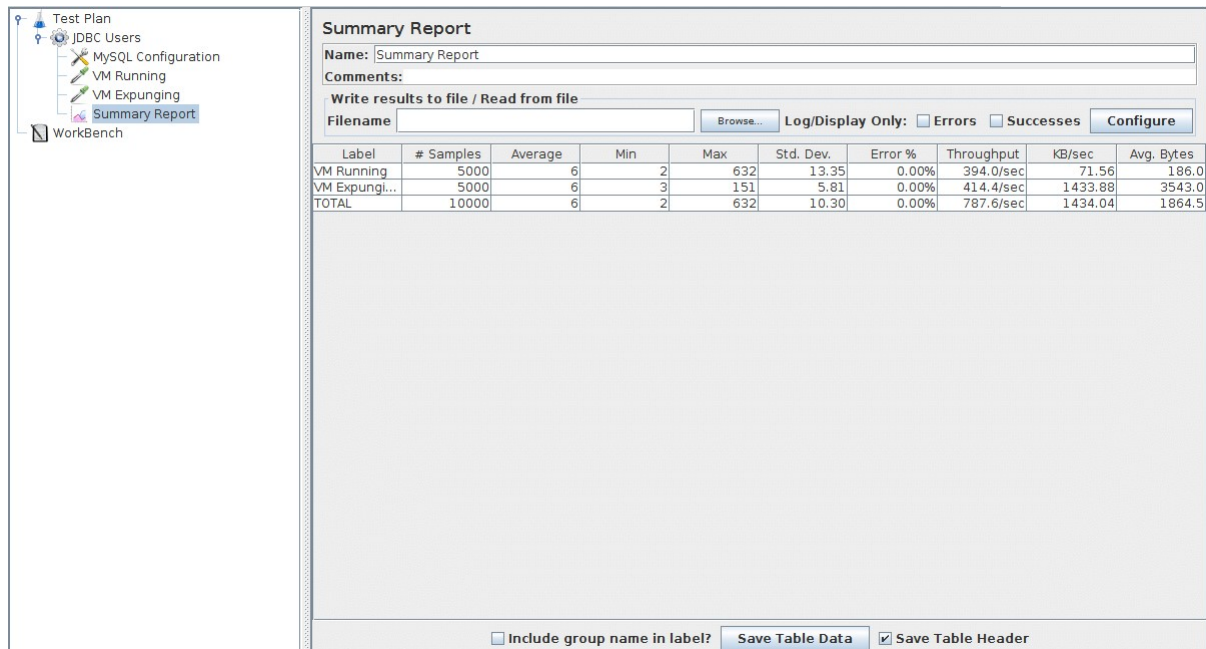 Test Plan
JDBC Users
MySQL Configuration
VM Running
VM Expunging
Summary Report
WorkBench
Summary Report
Name: Summary Report
Comments:
Write results to file / Read from file
Filename Browse... Log/Display Only: Errors Successes Configure
Label # Samples Average Min Max Std. Dev. Error % Throughput KB/sec Avg. Bytes
VM Running 5000 6 2 632 13.35 0.00% 394.0/sec 71.56 186.0
VM Expungi... 5000 6 3 151 5.81 0.00% 414.4/sec 1433.88 3543.0
TOTAL 10000 6 2 632 10.30 0.00% 787.6/sec 1434.04 1864.5
Include group name in label? Save Table Data Save Table Header